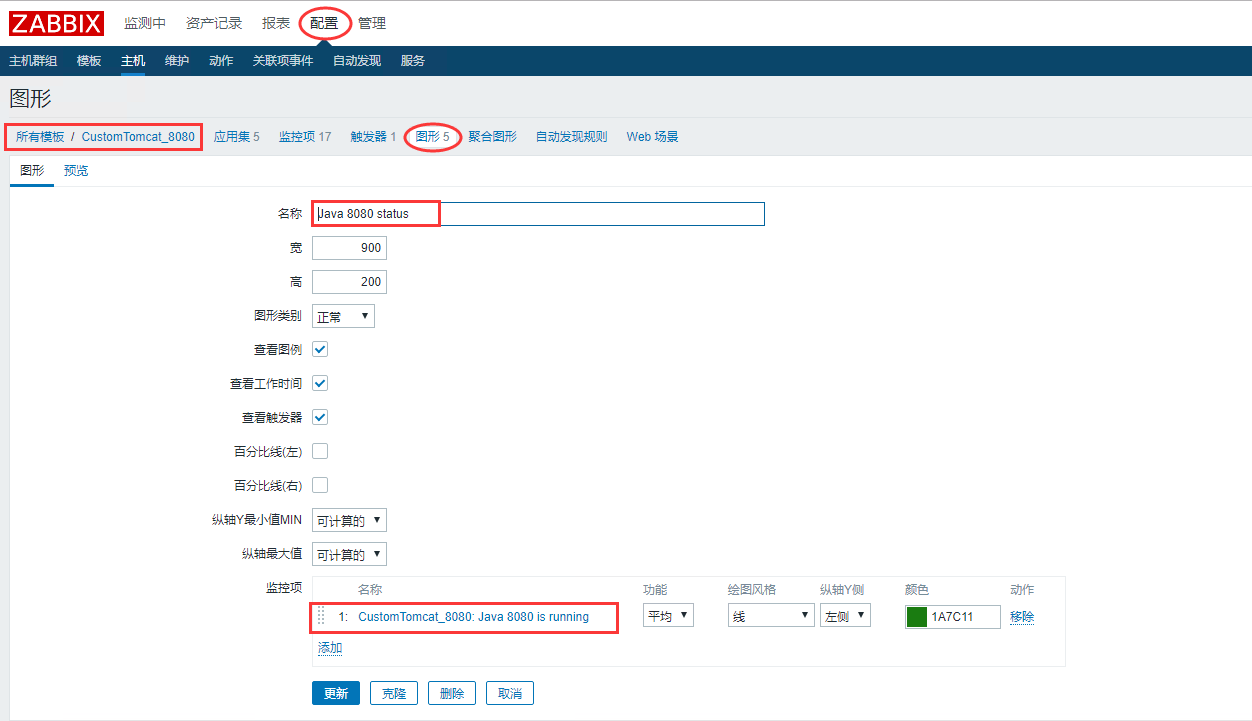 ZABBIX 监测中 资产记录 报表 配置 管理
主机群组 模板 主机 维护 动作 关联项事件 自动发现 服务
图形
所有模板 / CustomTomcat_8080 应用集 5 监控项 17 触发器 1 图形 5 聚合图形 自动发现规则 Web 场景
图形 预览
名称 Java 8080 status
宽 900
高 200
图形类别 正常
查看图例
查看工作时间
查看触发器
百分比线(左)
百分比线(右)
纵轴Y最小值MIN 可计算的
纵轴最大值 可计算的
监控项 名称 功能 绘图风格 纵轴Y侧 颜色 动作
1: CustomTomcat_8080: Java 8080 is running 平均 线 左侧 1A7C11 移除
添加
更新 克隆 删除 取消